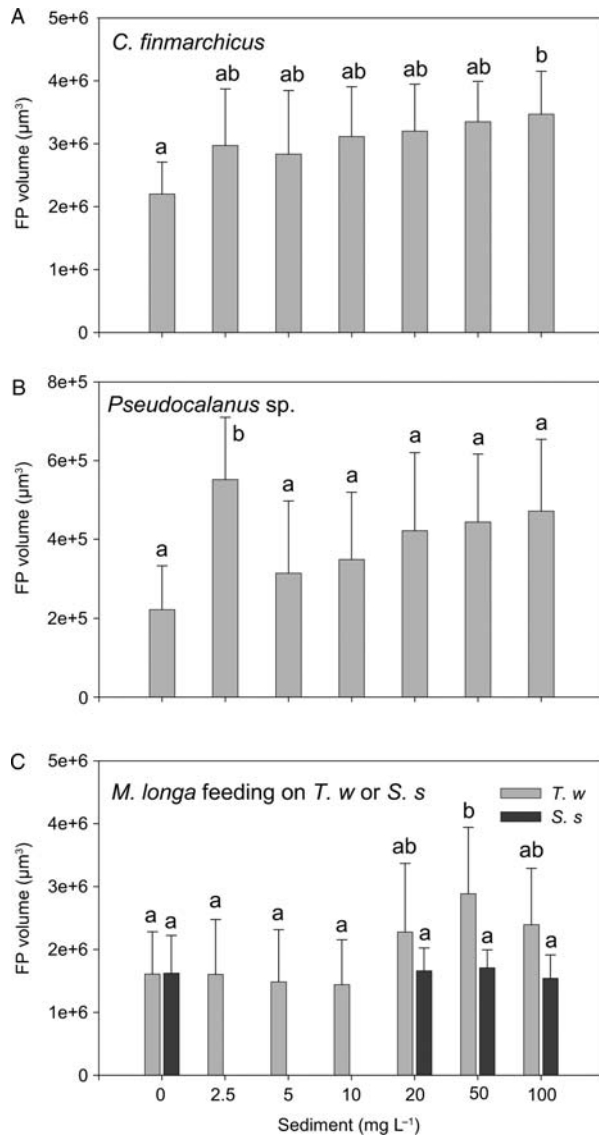 A
C. finmarchicus
FP volume (µm³)
5e+6
4e+6
3e+6
2e+6
1e+6
0
a
ab
ab
ab
ab
ab
b
B
Pseudocalanus sp.
FP volume (µm³)
8e+5
6e+5
4e+5
2e+5
0
a
b
a
a
a
a
a
C
M. longa feeding on T. w or S. s
T. w
S. s
FP volume (µm³)
5e+6
4e+6
3e+6
2e+6
1e+6
0
a a a a a ab a b a ab a
0 2.5 5 10 20 50 100
Sediment (mg L⁻¹)